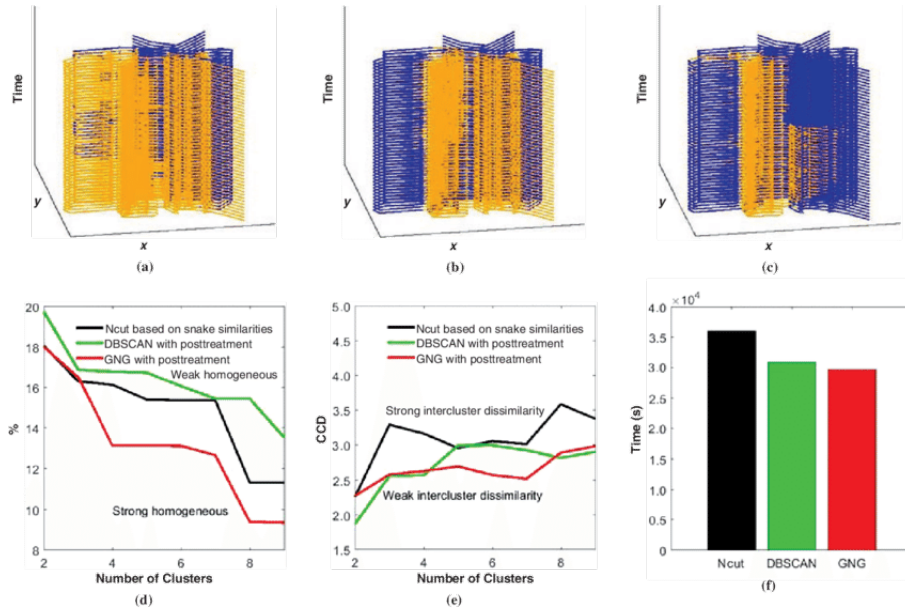 Time
y
x
(a)
Time
y
x
(b)
Time
y
x
(c)
20
18
16
14
12
10
8
%
Ncut based on snake similarities
DBSCAN with posttreatment
GNG with posttreatment
Weak homogeneous
Strong homogeneous
2 4 6 8
Number of Clusters
(d)
5.0
4.5
4.0
3.5
3.0
2.5
2.0
1.5
CCD
Ncut based on snake similarities
DBSCAN with posttreatment
GNG with posttreatment
Strong intercluster dissimilarity
Weak intercluster dissimilarity
2 4 6 8
Number of Clusters
(e)
× 10⁴
4.0
3.5
3.0
2.5
2.0
1.5
1.0
0.5
0
Time (s)
Ncut DBSCAN GNG
(f)